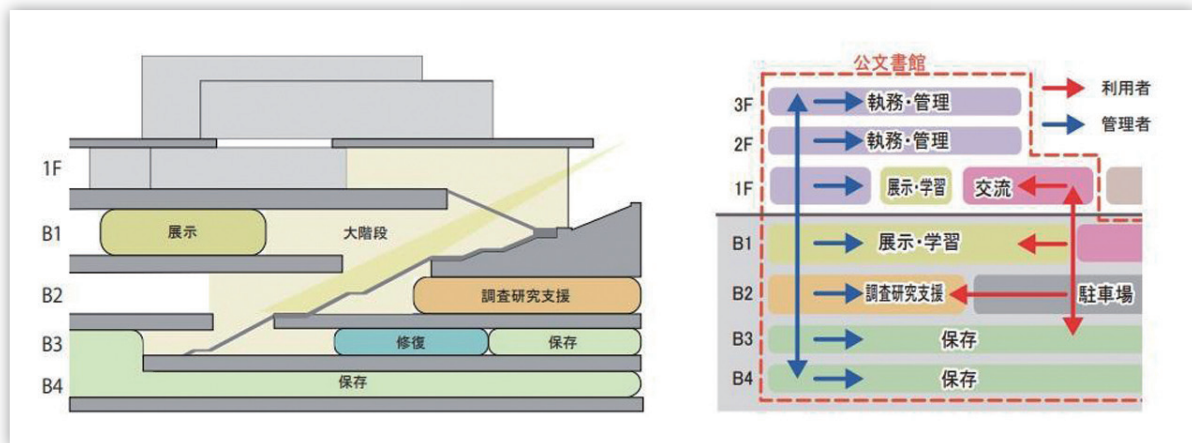 1F
B1
展示
大階段
B2
調査研究支援
B3
修復
保存
B4
保存
公文書館
利用者
管理者
3F
執務・管理
2F
執務・管理
1F
展示・学習
交流
B1
展示・学習
B2
調査研究支援
駐車場
B3
保存
B4
保存